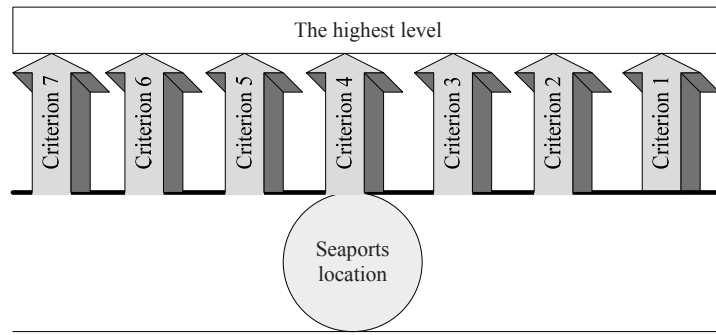 The highest level
Criterion 7
Criterion 6
Criterion 5
Criterion 4
Criterion 3
Criterion 2
Criterion 1
Seaports
location